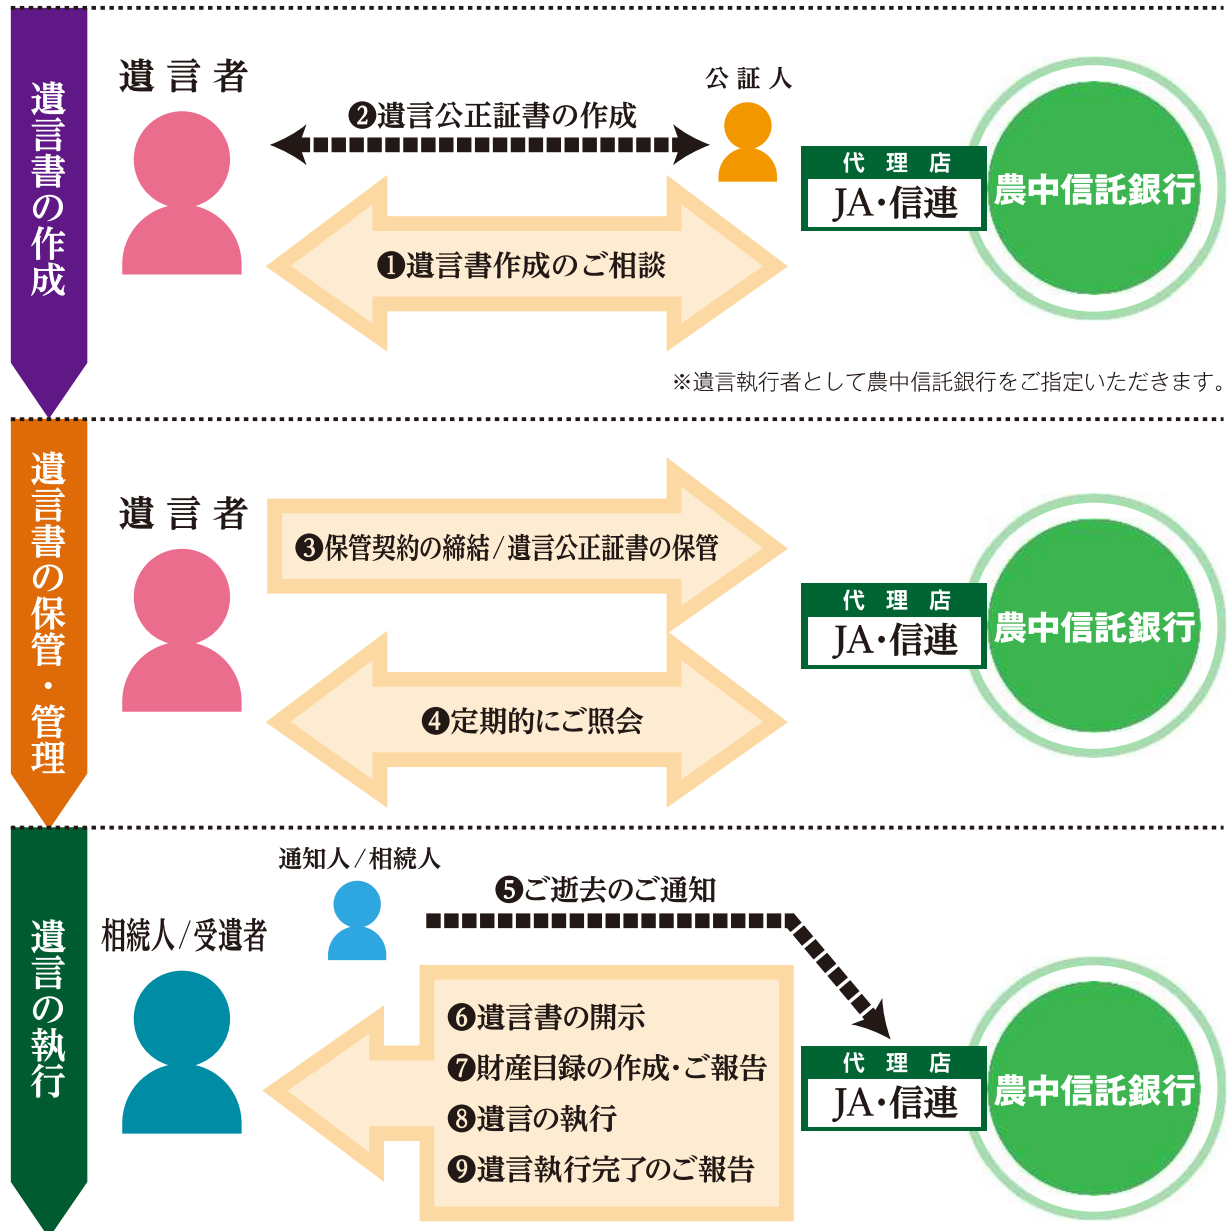 遺言書の作成
遺言者
公証人
❷遺言公正証書の作成
代理店
JA・信連
農中信託銀行
❶遺言書作成のご相談
※遺言執行者として農中信託銀行をご指定いただきます。
遺言書の保管・管理
遺言者
❸保管契約の締結/遺言公正証書の保管
代理店
JA・信連
農中信託銀行
❹定期的にご照会
遺言の執行
通知人/相続人
❺ご逝去のご通知
相続人/受遺者
❻遺言書の開示
❼財産目録の作成・ご報告
❽遺言の執行
❾遺言執行完了のご報告
代理店
JA・信連
農中信託銀行